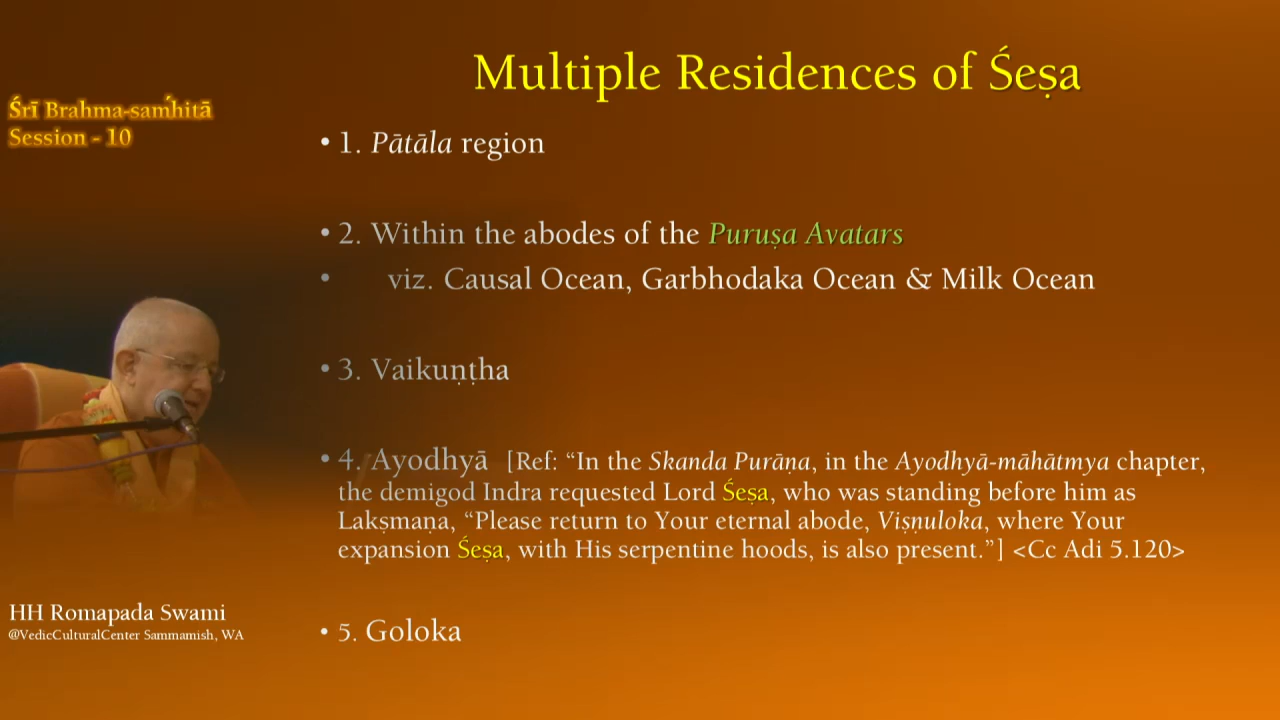 Multiple Residences of Śeṣa
Śrī Brahma-saḿhitā
Session - 10
• 1. Pātāla region
• 2. Within the abodes of the Puruṣa Avatars
• viz. Causal Ocean, Garbhodaka Ocean & Milk Ocean
• 3. Vaikuṇṭha
• 4. Ayodhyā [Ref: “In the Skanda Purāṇa, in the Ayodhyā-māhātmya chapter,
the demigod Indra requested Lord Śeṣa, who was standing before him as
Lakṣmaṇa, “Please return to Your eternal abode, Viṣṇuloka, where Your
expansion Śeṣa, with His serpentine hoods, is also present.”] <Cc Adi 5.120>
• 5. Goloka
HH Romapada Swami
@VedicCulturalCenter Sammamish, WA